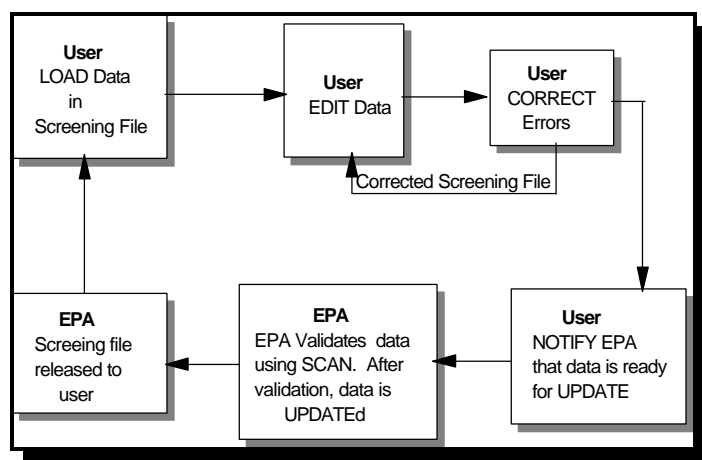 User
LOAD Data
in
Screening File
User
EDIT Data
User
CORRECT
Errors
Corrected Screening File
User
NOTIFY EPA
that data is ready
for UPDATE
EPA
EPA Validates data
using SCAN. After
validation, data is
UPDATEd
EPA
Screeing file
released to
user